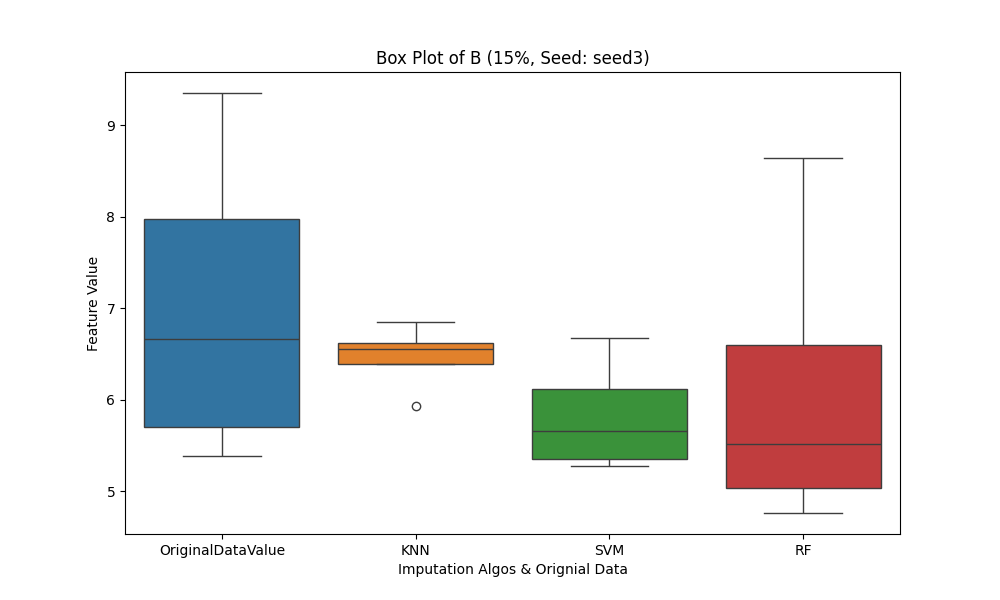 Box Plot of B (15%, Seed: seed3)
Feature Value
9
8
7
6
5
OriginalDataValue
KNN
SVM
RF
Imputation Algos & Orignial Data